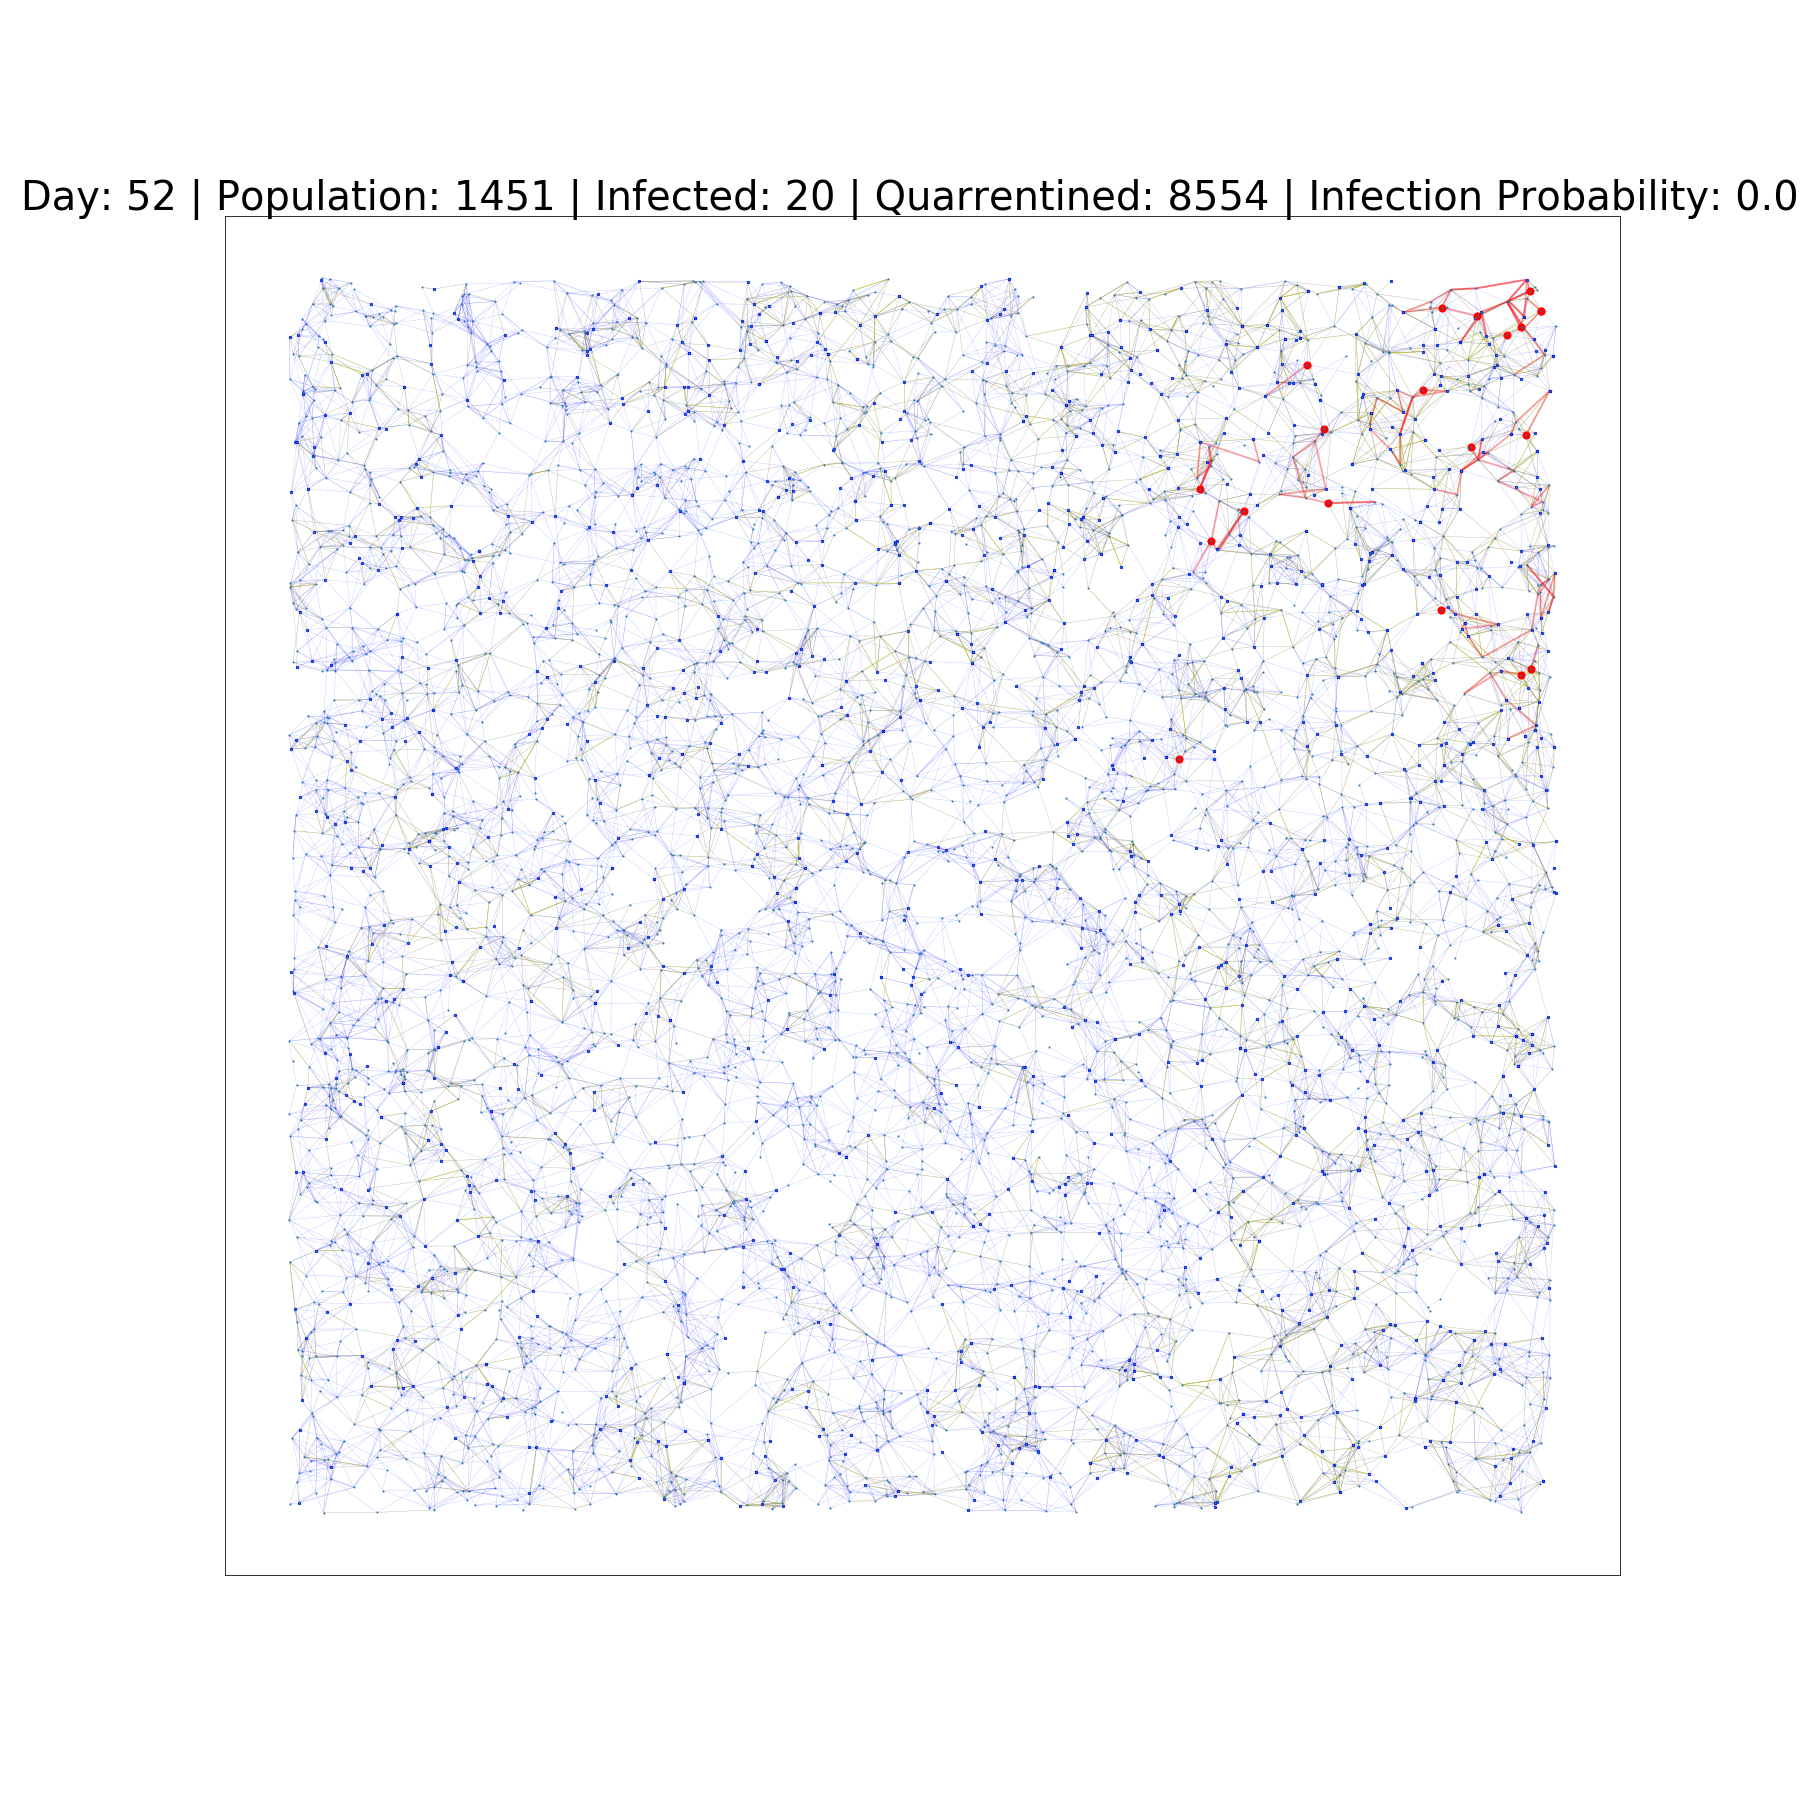 Day: 52 | Population: 1451 | Infected: 20 | Quarrentined: 8554 | Infection Probability: 0.0